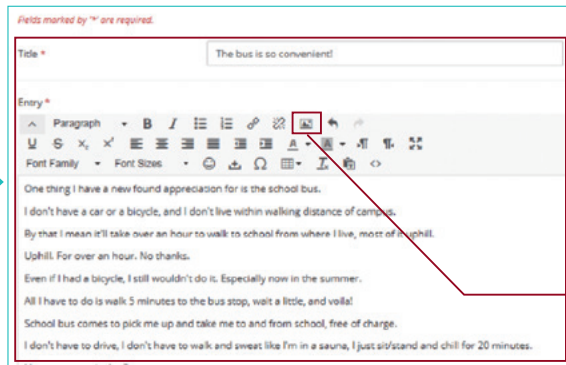 Fields marked by '*' are required.
Title *
The bus is so convenient!
Entry *
Paragraph
B I
U S x₂ x² A A ¶ ¶
Font Family Font Sizes Ω Iₓ <>
One thing I have a new found appreciation for is the school bus.
I don't have a car or a bicycle, and I don't live within walking distance of campus.
By that I mean it'll take over an hour to walk to school from where I live, most of it uphill.
Uphill. For over an hour. No thanks.
Even if I had a bicycle, I still wouldn't do it. Especially now in the summer.
All I have to do is walk 5 minutes to the bus stop, wait a little, and voila!
School bus comes to pick me up and take me to and from school, free of charge.
I don't have to drive, I don't have to walk and sweat like I'm in a sauna, I just sit/stand and chill for 20 minutes.